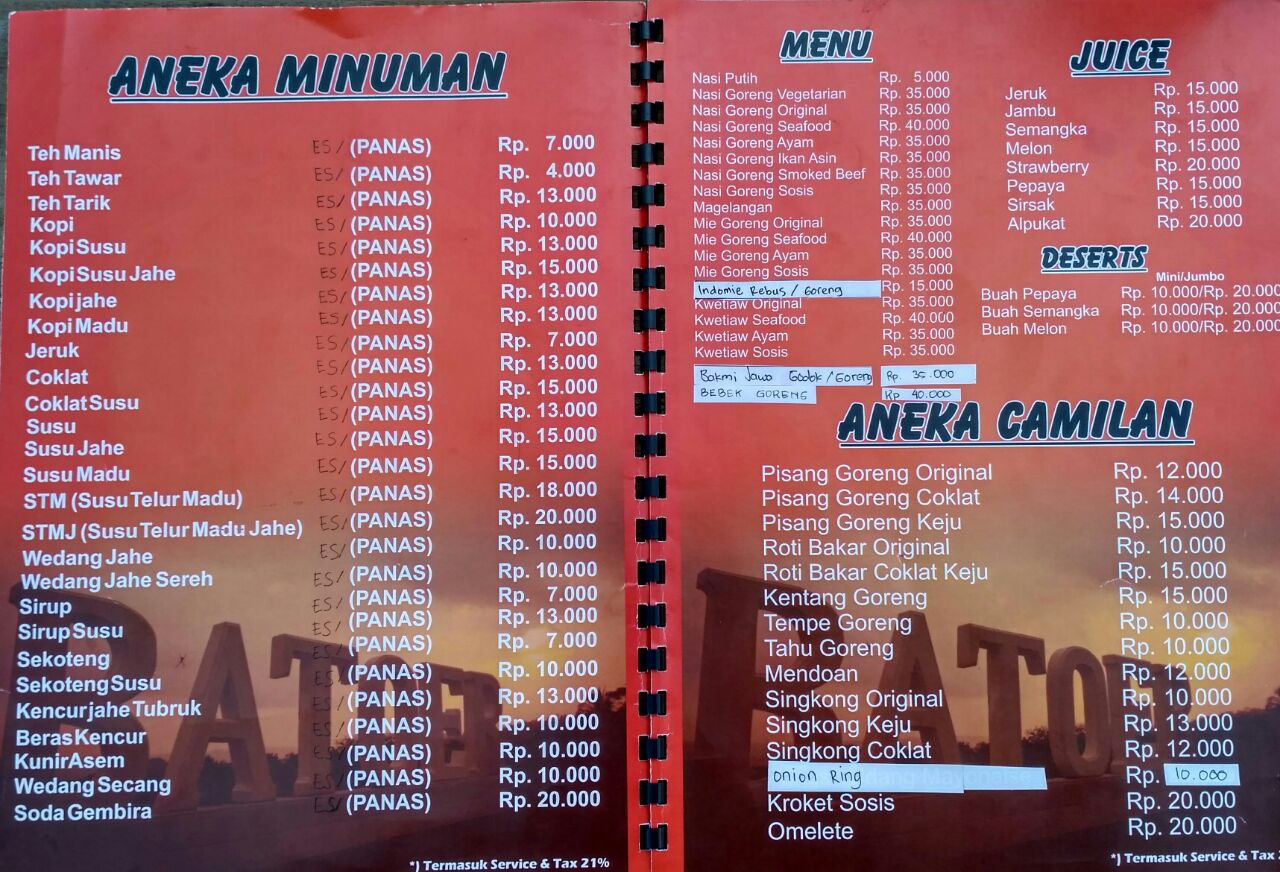 ANEKA MINUMAN
Teh Manis ES/ (PANAS) Rp. 7.000
Teh Tawar ES/ (PANAS) Rp. 4.000
Teh Tarik ES/ (PANAS) Rp. 13.000
Kopi ES/ (PANAS) Rp. 10.000
Kopi Susu ES/ (PANAS) Rp. 13.000
Kopi Susu Jahe ES/ (PANAS) Rp. 15.000
Kopi jahe ES/ (PANAS) Rp. 13.000
Kopi Madu ES/ (PANAS) Rp. 13.000
Jeruk ES/ (PANAS) Rp. 7.000
Coklat ES/ (PANAS) Rp. 13.000
Coklat Susu ES/ (PANAS) Rp. 15.000
Susu ES/ (PANAS) Rp. 13.000
Susu Jahe ES/ (PANAS) Rp. 15.000
Susu Madu ES/ (PANAS) Rp. 15.000
STM (Susu Telur Madu) ES/ (PANAS) Rp. 18.000
STMJ (Susu Telur Madu Jahe) ES/ (PANAS) Rp. 20.000
Wedang Jahe ES/ (PANAS) Rp. 10.000
Wedang Jahe Sereh ES/ (PANAS) Rp. 10.000
Sirup ES/ (PANAS) Rp. 7.000
Sirup Susu ES/ (PANAS) Rp. 13.000
Sekoteng ES/ (PANAS) Rp. 7.000
Sekoteng Susu ES/ (PANAS) Rp. 10.000
Kencur jahe Tubruk ES/ (PANAS) Rp. 13.000
Beras Kencur ES/ (PANAS) Rp. 10.000
Kunir Asem ES/ (PANAS) Rp. 10.000
Wedang Secang ES/ (PANAS) Rp. 10.000
Soda Gembira ES/ (PANAS) Rp. 20.000
*) Termasuk Service & Tax 21%
MENU
Nasi Putih Rp. 5.000
Nasi Goreng Vegetarian Rp. 35.000
Nasi Goreng Original Rp. 35.000
Nasi Goreng Seafood Rp. 40.000
Nasi Goreng Ayam Rp. 35.000
Nasi Goreng Ikan Asin Rp. 35.000
Nasi Goreng Smoked Beef Rp. 35.000
Nasi Goreng Sosis Rp. 35.000
Magelangan Rp. 35.000
Mie Goreng Original Rp. 35.000
Mie Goreng Seafood Rp. 40.000
Mie Goreng Ayam Rp. 35.000
Mie Goreng Sosis Rp. 35.000
Indomie Rebus / Goreng Rp. 15.000
Kwetiaw Original Rp. 35.000
Kwetiaw Seafood Rp. 40.000
Kwetiaw Ayam Rp. 35.000
Kwetiaw Sosis Rp. 35.000
Bakmi Jawa Godok / Goreng Rp. 35.000
BEBEK GORENG Rp 40.000
JUICE
Jeruk Rp. 15.000
Jambu Rp. 15.000
Semangka Rp. 15.000
Melon Rp. 15.000
Strawberry Rp. 20.000
Pepaya Rp. 15.000
Sirsak Rp. 15.000
Alpukat Rp. 20.000
DESERTS
Mini/Jumbo
Buah Pepaya Rp. 10.000/Rp. 20.000
Buah Semangka Rp. 10.000/Rp. 20.000
Buah Melon Rp. 10.000/Rp. 20.000
ANEKA CAMILAN
Pisang Goreng Original Rp. 12.000
Pisang Goreng Coklat Rp. 14.000
Pisang Goreng Keju Rp. 15.000
Roti Bakar Original Rp. 10.000
Roti Bakar Coklat Keju Rp. 15.000
Kentang Goreng Rp. 15.000
Tempe Goreng Rp. 10.000
Tahu Goreng Rp. 10.000
Mendoan Rp. 12.000
Singkong Original Rp. 10.000
Singkong Keju Rp. 13.000
Singkong Coklat Rp. 12.000
Onion Ring Rp. 10.000
Kroket Sosis Rp. 20.000
Omelete Rp. 20.000
*) Termasuk Service & Tax